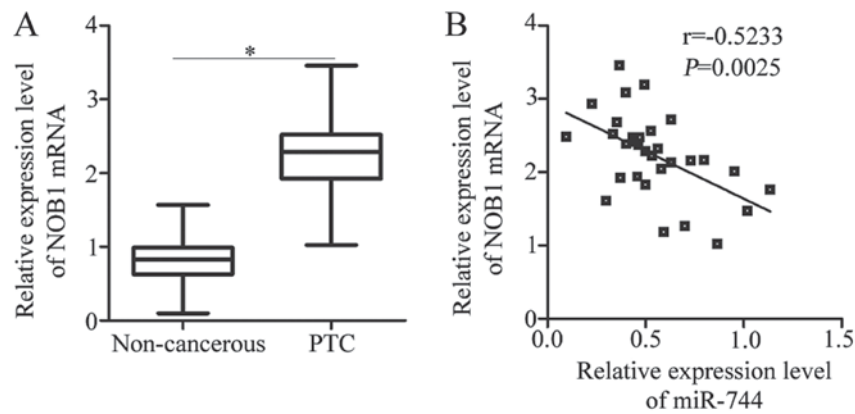 A
Relative expression level
of NOB1 mRNA
4
3
2
1
0
*
Non-cancerous
PTC
B
Relative expression level
of NOB1 mRNA
4
3
2
1
0
r=-0.5233
P=0.0025
0.0
0.5
1.0
1.5
Relative expression level
of miR-744